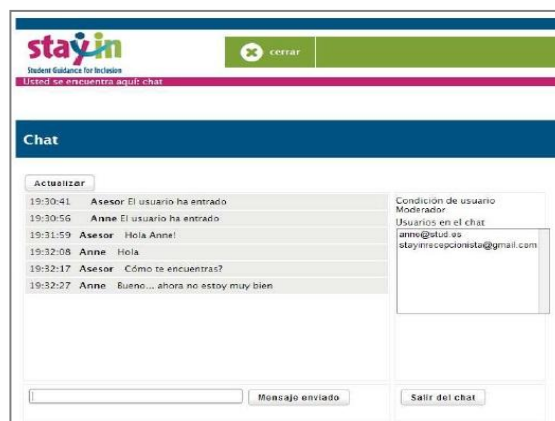 stayin
Student Guidance for Inclusion
cerrar
Usted se encuentra aquí: chat
Chat
Actualizar
19:30:41 Asesor El usuario ha entrado
19:30:56 Anne El usuario ha entrado
19:31:59 Asesor Hola Anne!
19:32:08 Anne Hola
19:32:17 Asesor Cómo te encuentras?
19:32:27 Anne Bueno... ahora no estoy muy bien
Condición de usuario
Moderador
Usuarios en el chat
anne@stud.es
stayinrecepcionista@gmail.com
Mensaje enviado
Salir del chat